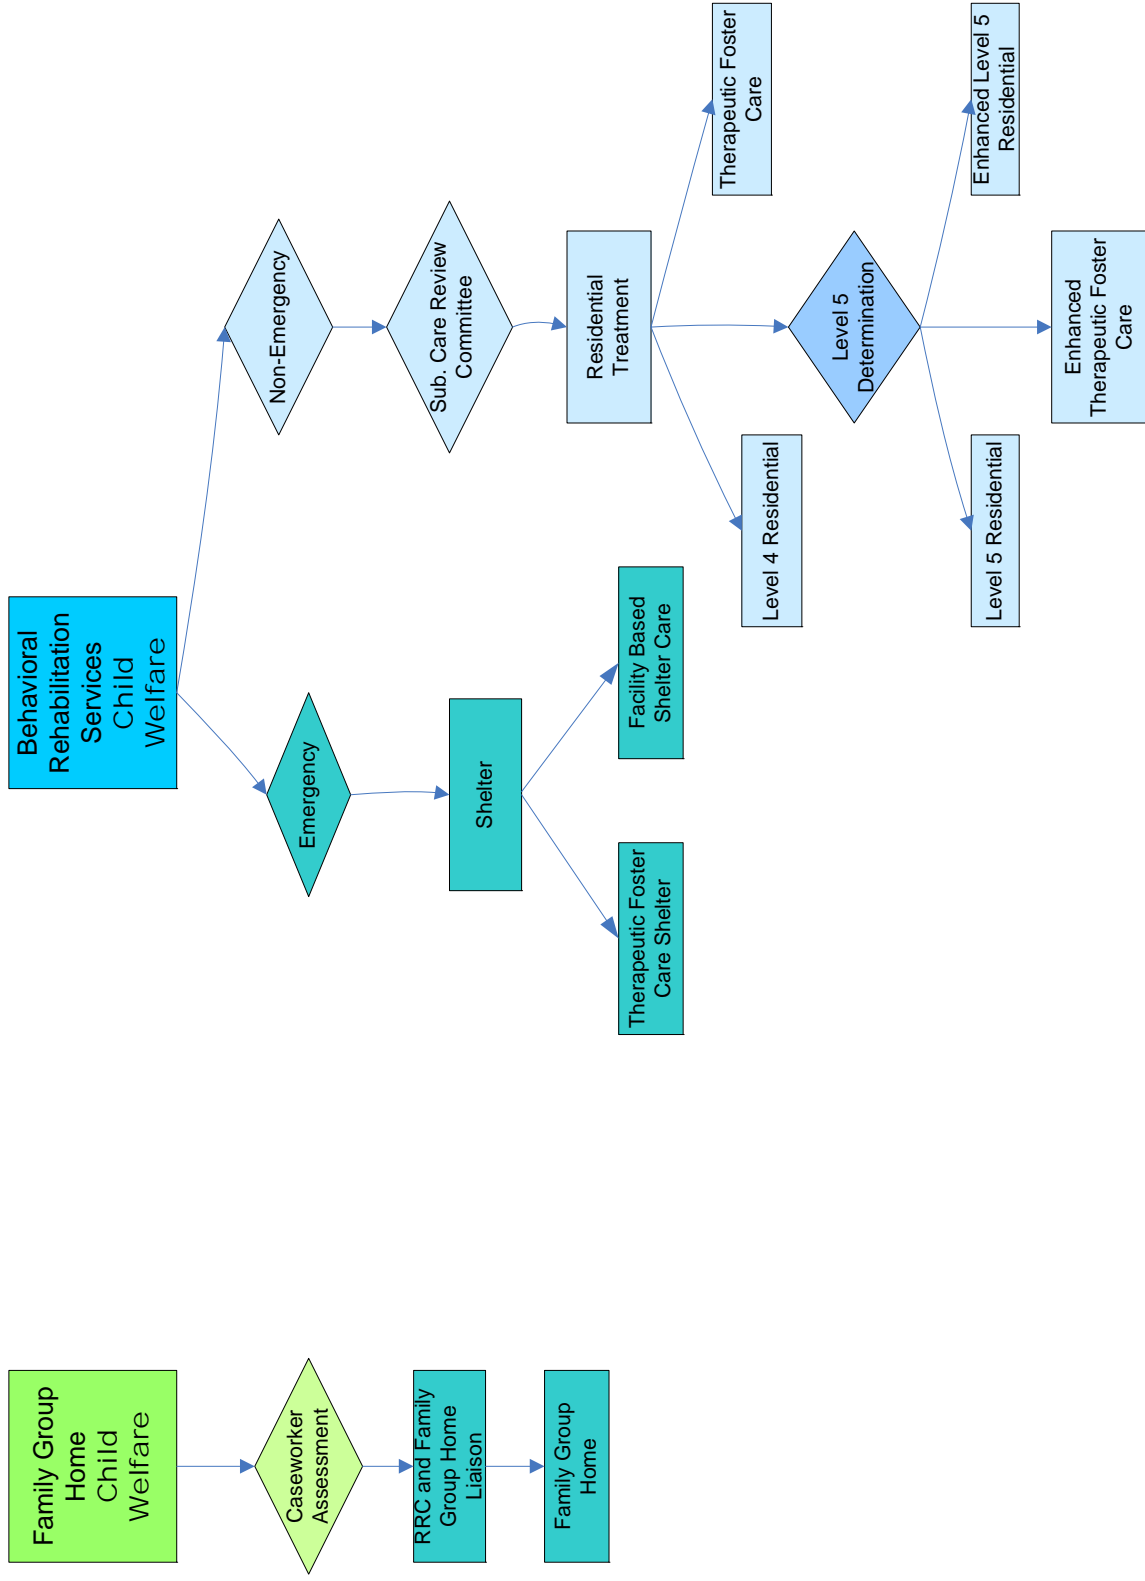 Family Group
Home
Child
Welfare
Caseworker
Assessment
RRC and Family
Group Home
Liaison
Family Group
Home
Behavioral
Rehabilitation
Services
Child
Welfare
Emergency
Shelter
Therapeutic Foster
Care Shelter
Facility Based
Shelter Care
Non-Emergency
Sub. Care Review
Committee
Residential
Treatment
Level 4 Residential
Therapeutic Foster
Care
Level 5
Determination
Level 5 Residential
Enhanced
Therapeutic Foster
Care
Enhanced Level 5
Residential